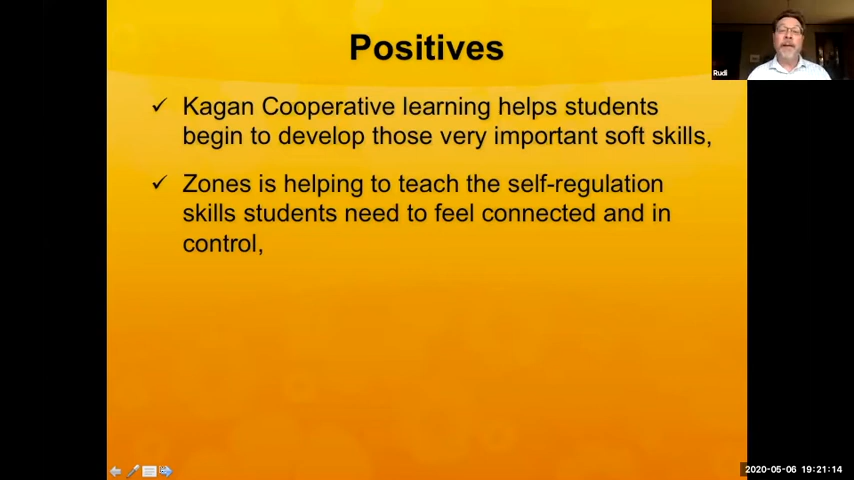 Positives
✓ Kagan Cooperative learning helps students
begin to develop those very important soft skills,
✓ Zones is helping to teach the self-regulation
skills students need to feel connected and in
control,
Rudi
2020-05-06 19:21:14